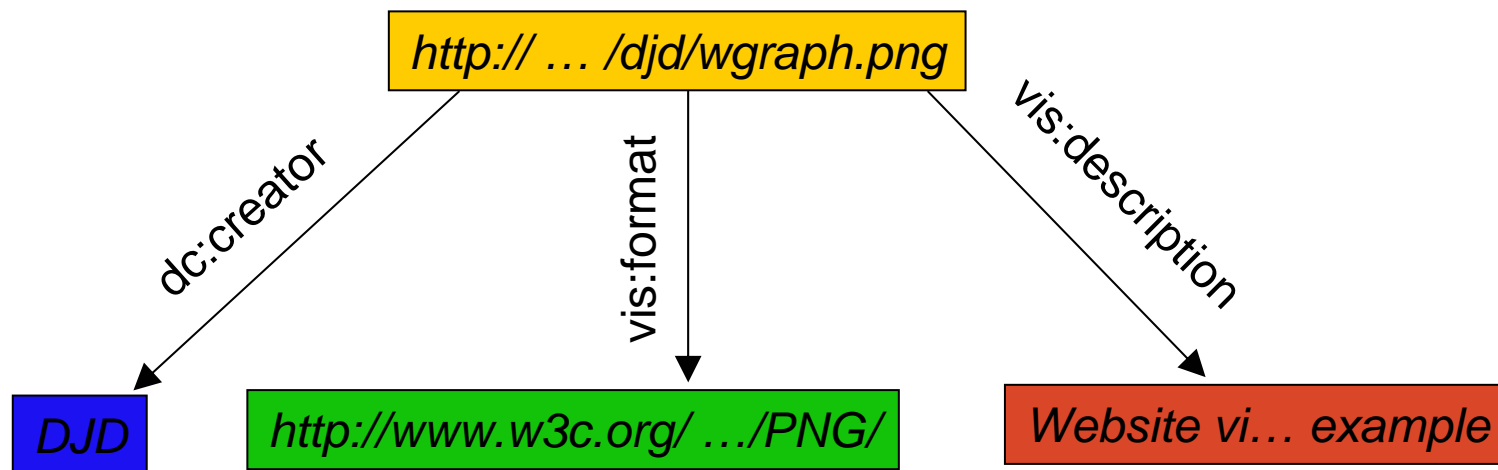 http:// … /djd/wgraph.png
dc:creator
vis:format
vis:description
DJD
http://www.w3c.org/ …/PNG/
Website vi… example